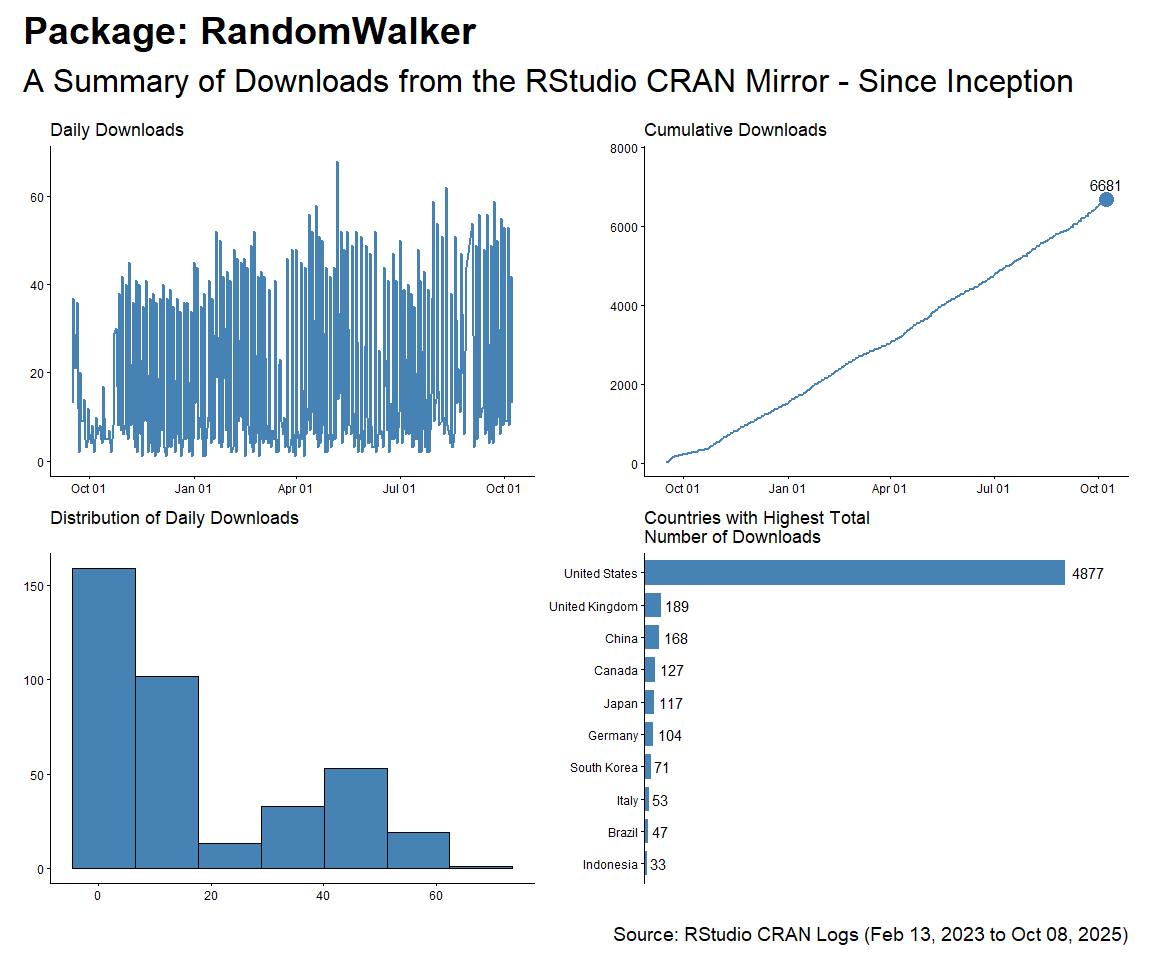 Package: RandomWalker
A Summary of Downloads from the RStudio CRAN Mirror - Since Inception
Daily Downloads
60
40
20
0
Oct 01
Jan 01
Apr 01
Jul 01
Oct 01
Cumulative Downloads
8000
6000
4000
2000
0
6681
Oct 01
Jan 01
Apr 01
Jul 01
Oct 01
Distribution of Daily Downloads
150
100
50
0
0
20
40
60
Countries with Highest Total
Number of Downloads
United States 4877
United Kingdom 189
China 168
Canada 127
Japan 117
Germany 104
South Korea 71
Italy 53
Brazil 47
Indonesia 33
Source: RStudio CRAN Logs (Feb 13, 2023 to Oct 08, 2025)